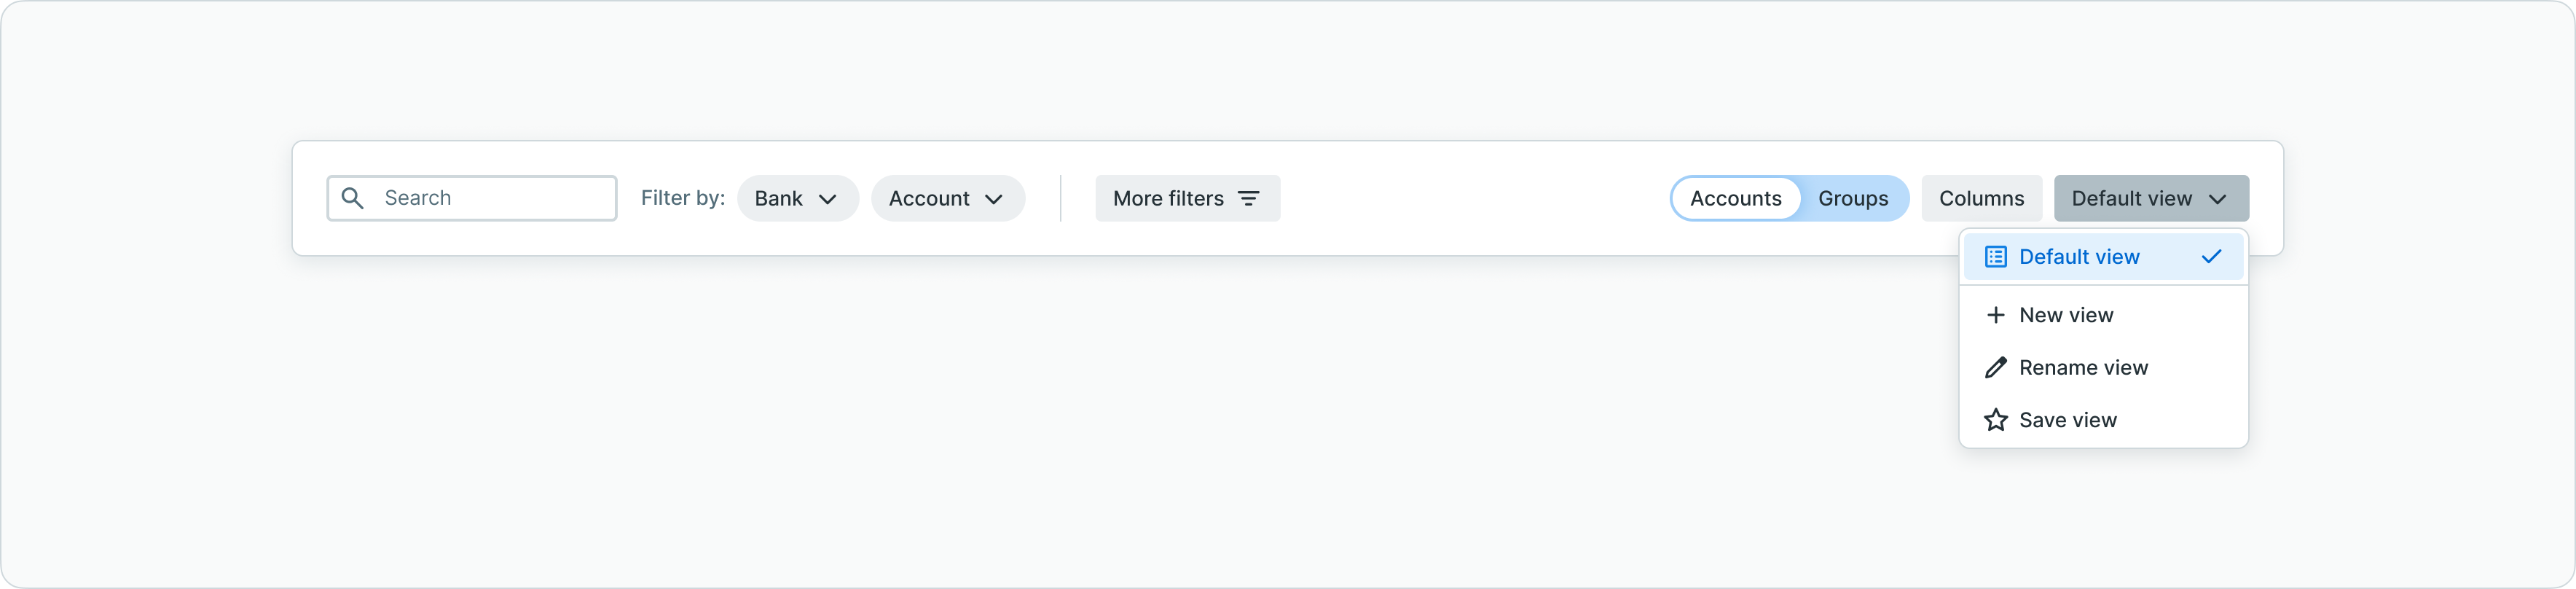 Search Filter by: Bank Account More filters Accounts Groups Columns Default view
Default view
New view
Rename view
Save view